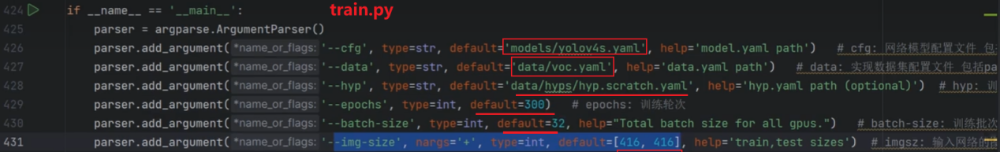 424 if __name__ == '__main__': train.py
425 parser = argparse.ArgumentParser()
426 parser.add_argument( *name_or_flags: '--cfg', type=str, default='models/yolov4s.yaml', help='model.yaml path') # cfg: 网络模型配置文件 包
427 parser.add_argument( *name_or_flags: '--data', type=str, default='data/voc.yaml', help='data.yaml path') # data: 实现数据集配置文件 包括pa
428 parser.add_argument( *name_or_flags: '--hyp', type=str, default='data/hyps/hyp.scratch.yaml', help='hyp.yaml path (optional)') # hyp: 训
429 parser.add_argument( *name_or_flags: '--epochs', type=int, default=300) # epochs: 训练轮次
430 parser.add_argument( *name_or_flags: '--batch-size', type=int, default=32, help="Total batch size for all gpus.") # batch-size: 训练批次
431 parser.add_argument( *name_or_flags: '--img-size', nargs='+', type=int, default=[416, 416], help='train,test sizes') # imgsz: 输入网络的